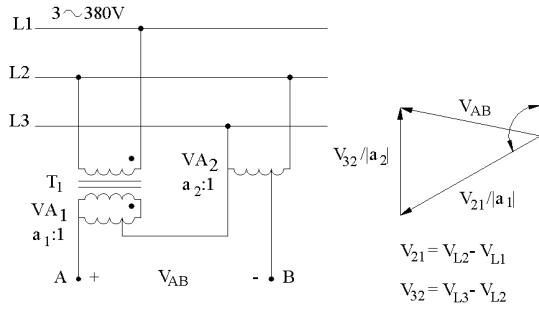 3∼380V
L1
L2
L3
T1
VA1
a1:1
VA2
a2:1
A
+
VAB
-
B
VAB
V32/|a2|
V21/|a1|
V21= VL2- VL1
V32= VL3- VL2